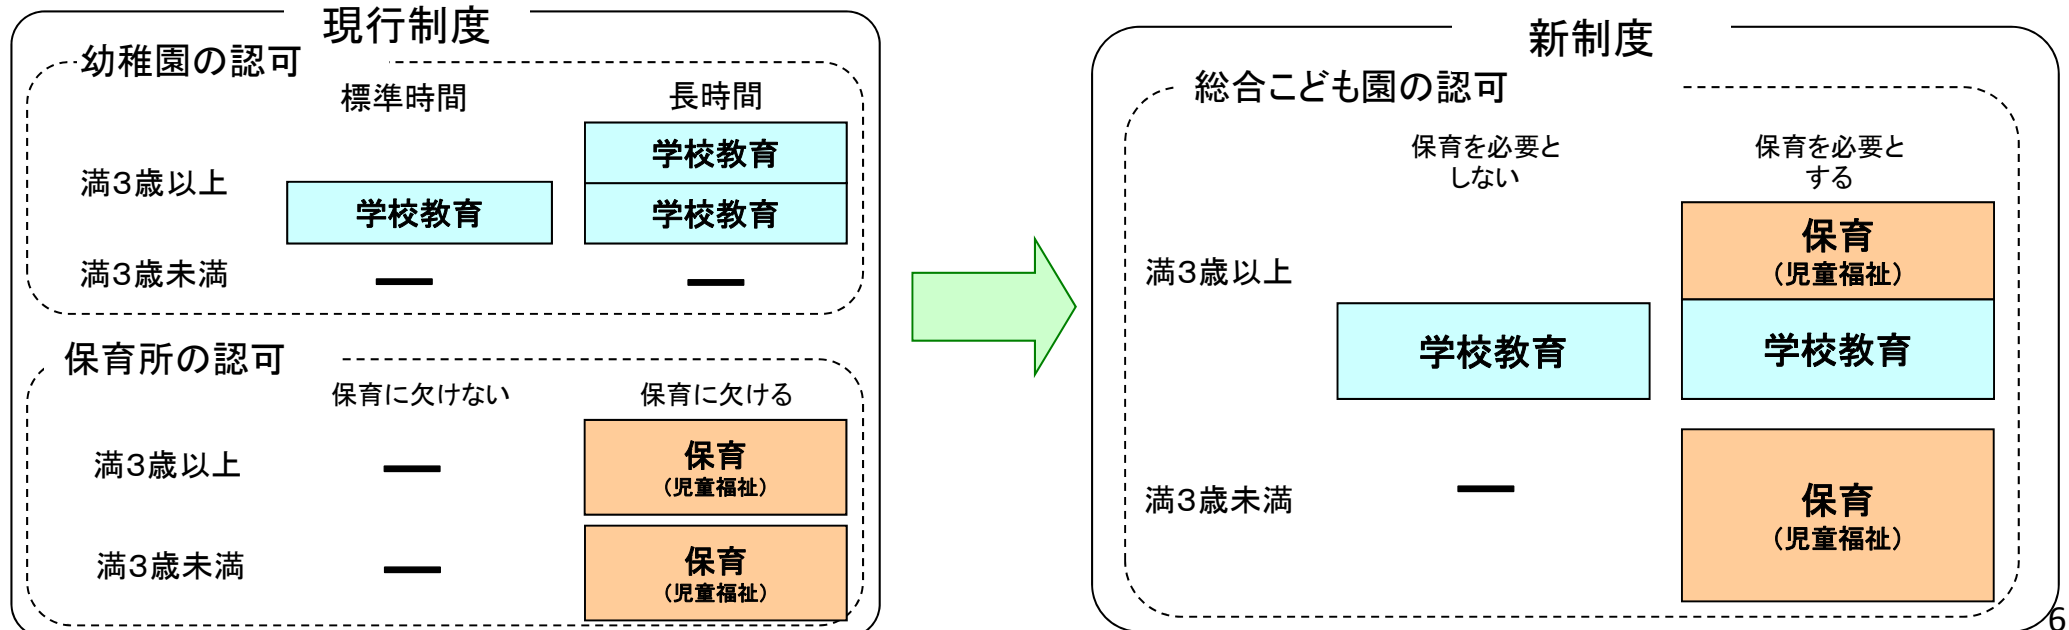 現行制度
幼稚園の認可
標準時間 長時間
学校教育
満3歳以上
学校教育 学校教育
満3歳未満 ― ―
保育所の認可
保育に欠けない 保育に欠ける
満3歳以上 ― 保育
(児童福祉)
満3歳未満 ― 保育
(児童福祉)
新制度
総合こども園の認可
保育を必要と
しない
保育を必要と
する
満3歳以上
保育
(児童福祉)
学校教育 学校教育
満3歳未満 ― 保育
(児童福祉)
6